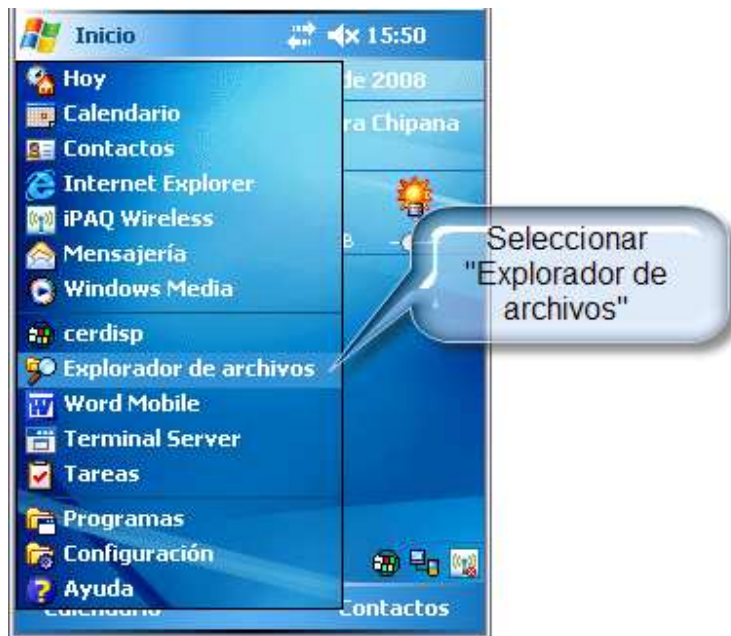 Inicio 15:50
Hoy
de 2008
Calendario
ra Chipana
Contactos
Internet Explorer
iPAQ Wireless
Mensajería
B
Windows Media
Seleccionar
"Explorador de
archivos"
cerdisp
Explorador de archivos
Word Mobile
Terminal Server
Tareas
Programas
Configuración
Ayuda
Calendario Contactos